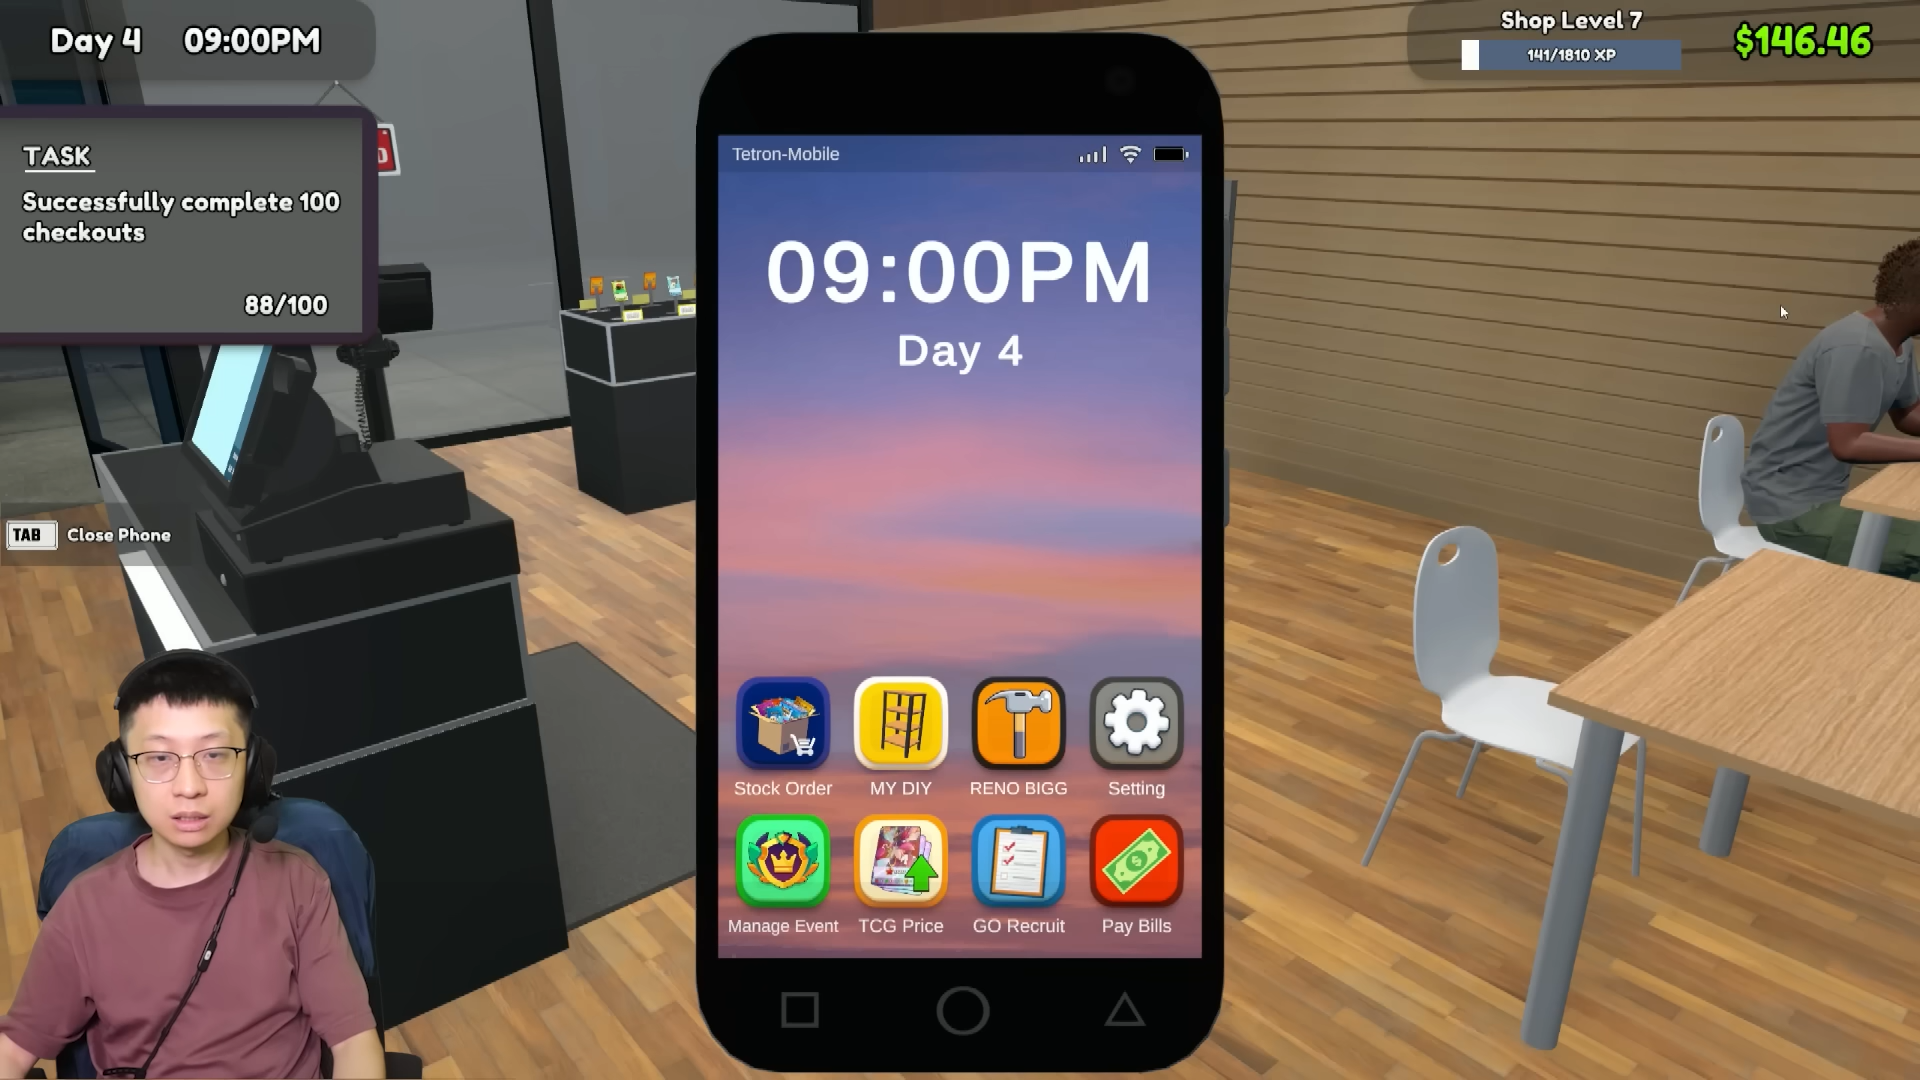 Day 4 09:00PM
Shop Level 7
141/1810 XP
$146.46
TASK
Successfully complete 100
checkouts
88/100
TAB Close Phone
Tetron-Mobile
09:00PM
Day 4
Stock Order MY DIY RENO BIGG Setting
Manage Event TCG Price GO Recruit Pay Bills